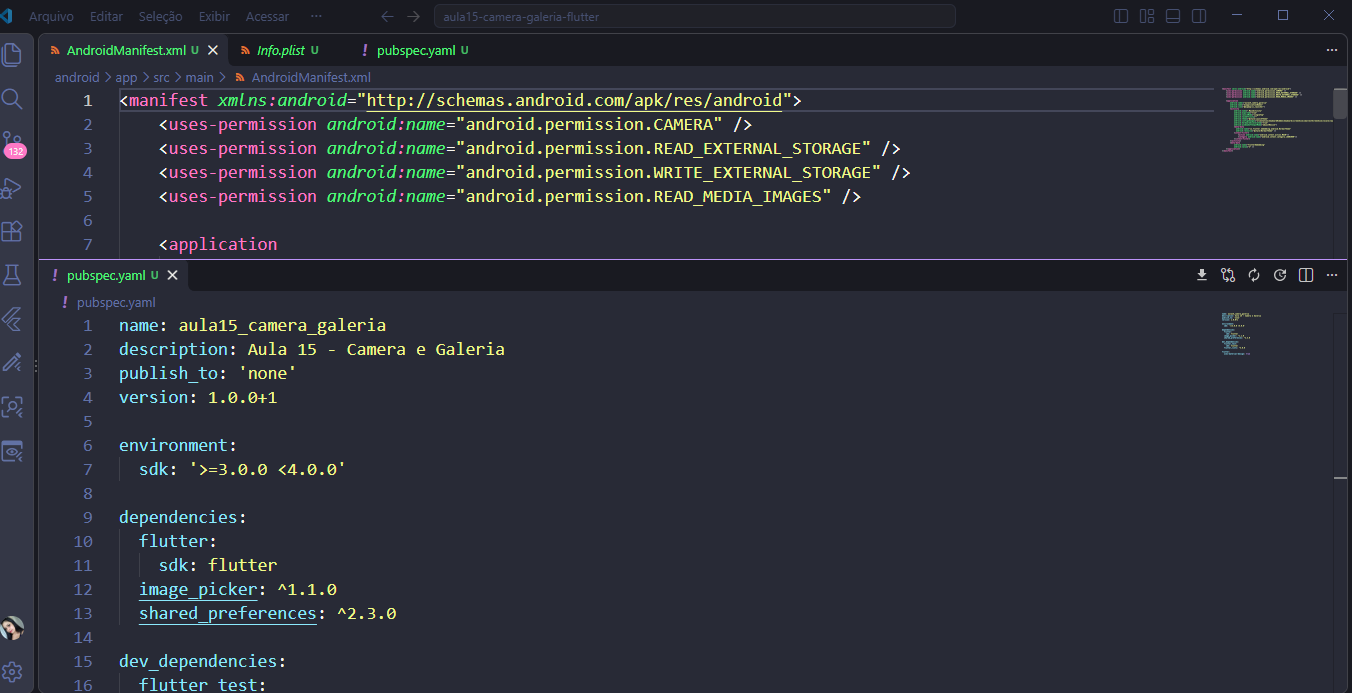 Arquivo Editar Seleção Exibir Acessar ··· aula15-camera-galeria-flutter
AndroidManifest.xml U Info.plist U ! pubspec.yaml U ···
android > app > src > main > AndroidManifest.xml
1 <manifest xmlns:android="http://schemas.android.com/apk/res/android">
2 <uses-permission android:name="android.permission.CAMERA" />
3 <uses-permission android:name="android.permission.READ_EXTERNAL_STORAGE" />
4 <uses-permission android:name="android.permission.WRITE_EXTERNAL_STORAGE" />
5 <uses-permission android:name="android.permission.READ_MEDIA_IMAGES" />
6
7 <application
132
! pubspec.yaml U ···
! pubspec.yaml
1 name: aula15_camera_galeria
2 description: Aula 15 - Camera e Galeria
3 publish_to: 'none'
4 version: 1.0.0+1
5
6 environment:
7 sdk: '>=3.0.0 <4.0.0'
8
9 dependencies:
10 flutter:
11 sdk: flutter
12 image_picker: ^1.1.0
13 shared_preferences: ^2.3.0
14
15 dev_dependencies:
16 flutter_test: